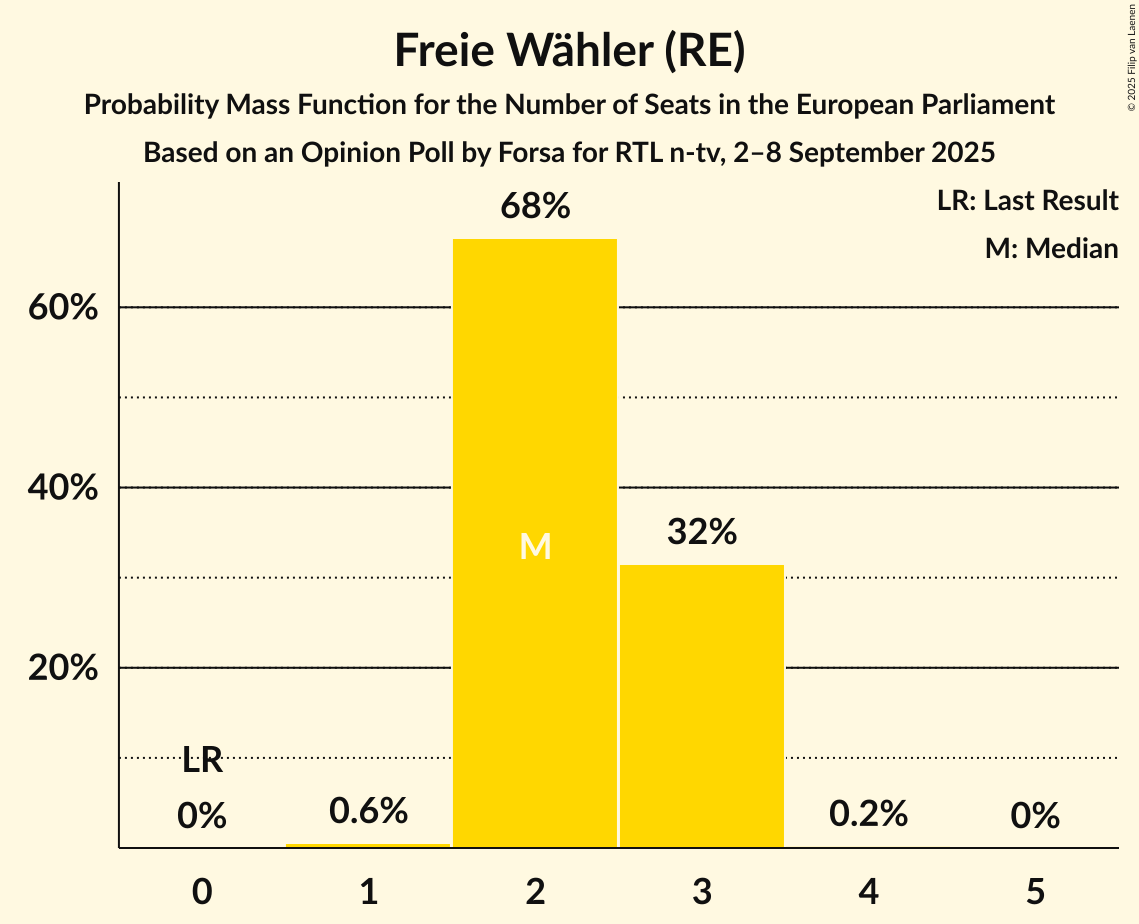 Freie Wähler (RE)
Probability Mass Function for the Number of Seats in the European Parliament
Based on an Opinion Poll by Forsa for RTL n-tv, 2–8 September 2025
© 2025 Filip van Laenen
LR: Last Result
M: Median
68%
60%
40%
32%
M
20%
LR
0%
0.6%
0.2%
0%
0 1 2 3 4 5